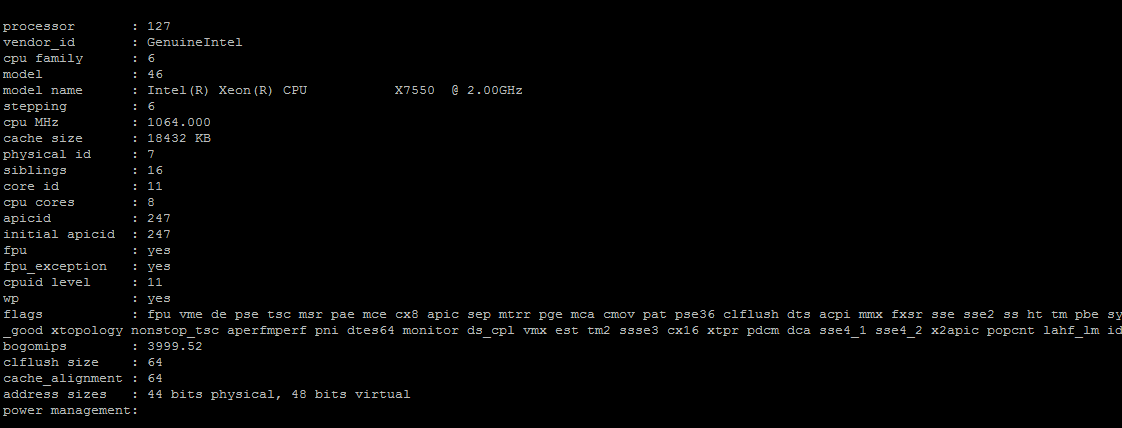 processor : 127
vendor_id : GenuineIntel
cpu family : 6
model : 46
model name : Intel(R) Xeon(R) CPU X7550 @ 2.00GHz
stepping : 6
cpu MHz : 1064.000
cache size : 18432 KB
physical id : 7
siblings : 16
core id : 11
cpu cores : 8
apicid : 247
initial apicid : 247
fpu : yes
fpu_exception : yes
cpuid level : 11
wp : yes
flags : fpu vme de pse tsc msr pae mce cx8 apic sep mtrr pge mca cmov pat pse36 clflush dts acpi mmx fxsr sse sse2 ss ht tm pbe sy
_good xtopology nonstop_tsc aperfmperf pni dtes64 monitor ds_cpl vmx est tm2 ssse3 cx16 xtpr pdcm dca sse4_1 sse4_2 x2apic popcnt lahf_lm id
bogomips : 3999.52
clflush size : 64
cache_alignment : 64
address sizes : 44 bits physical, 48 bits virtual
power management: